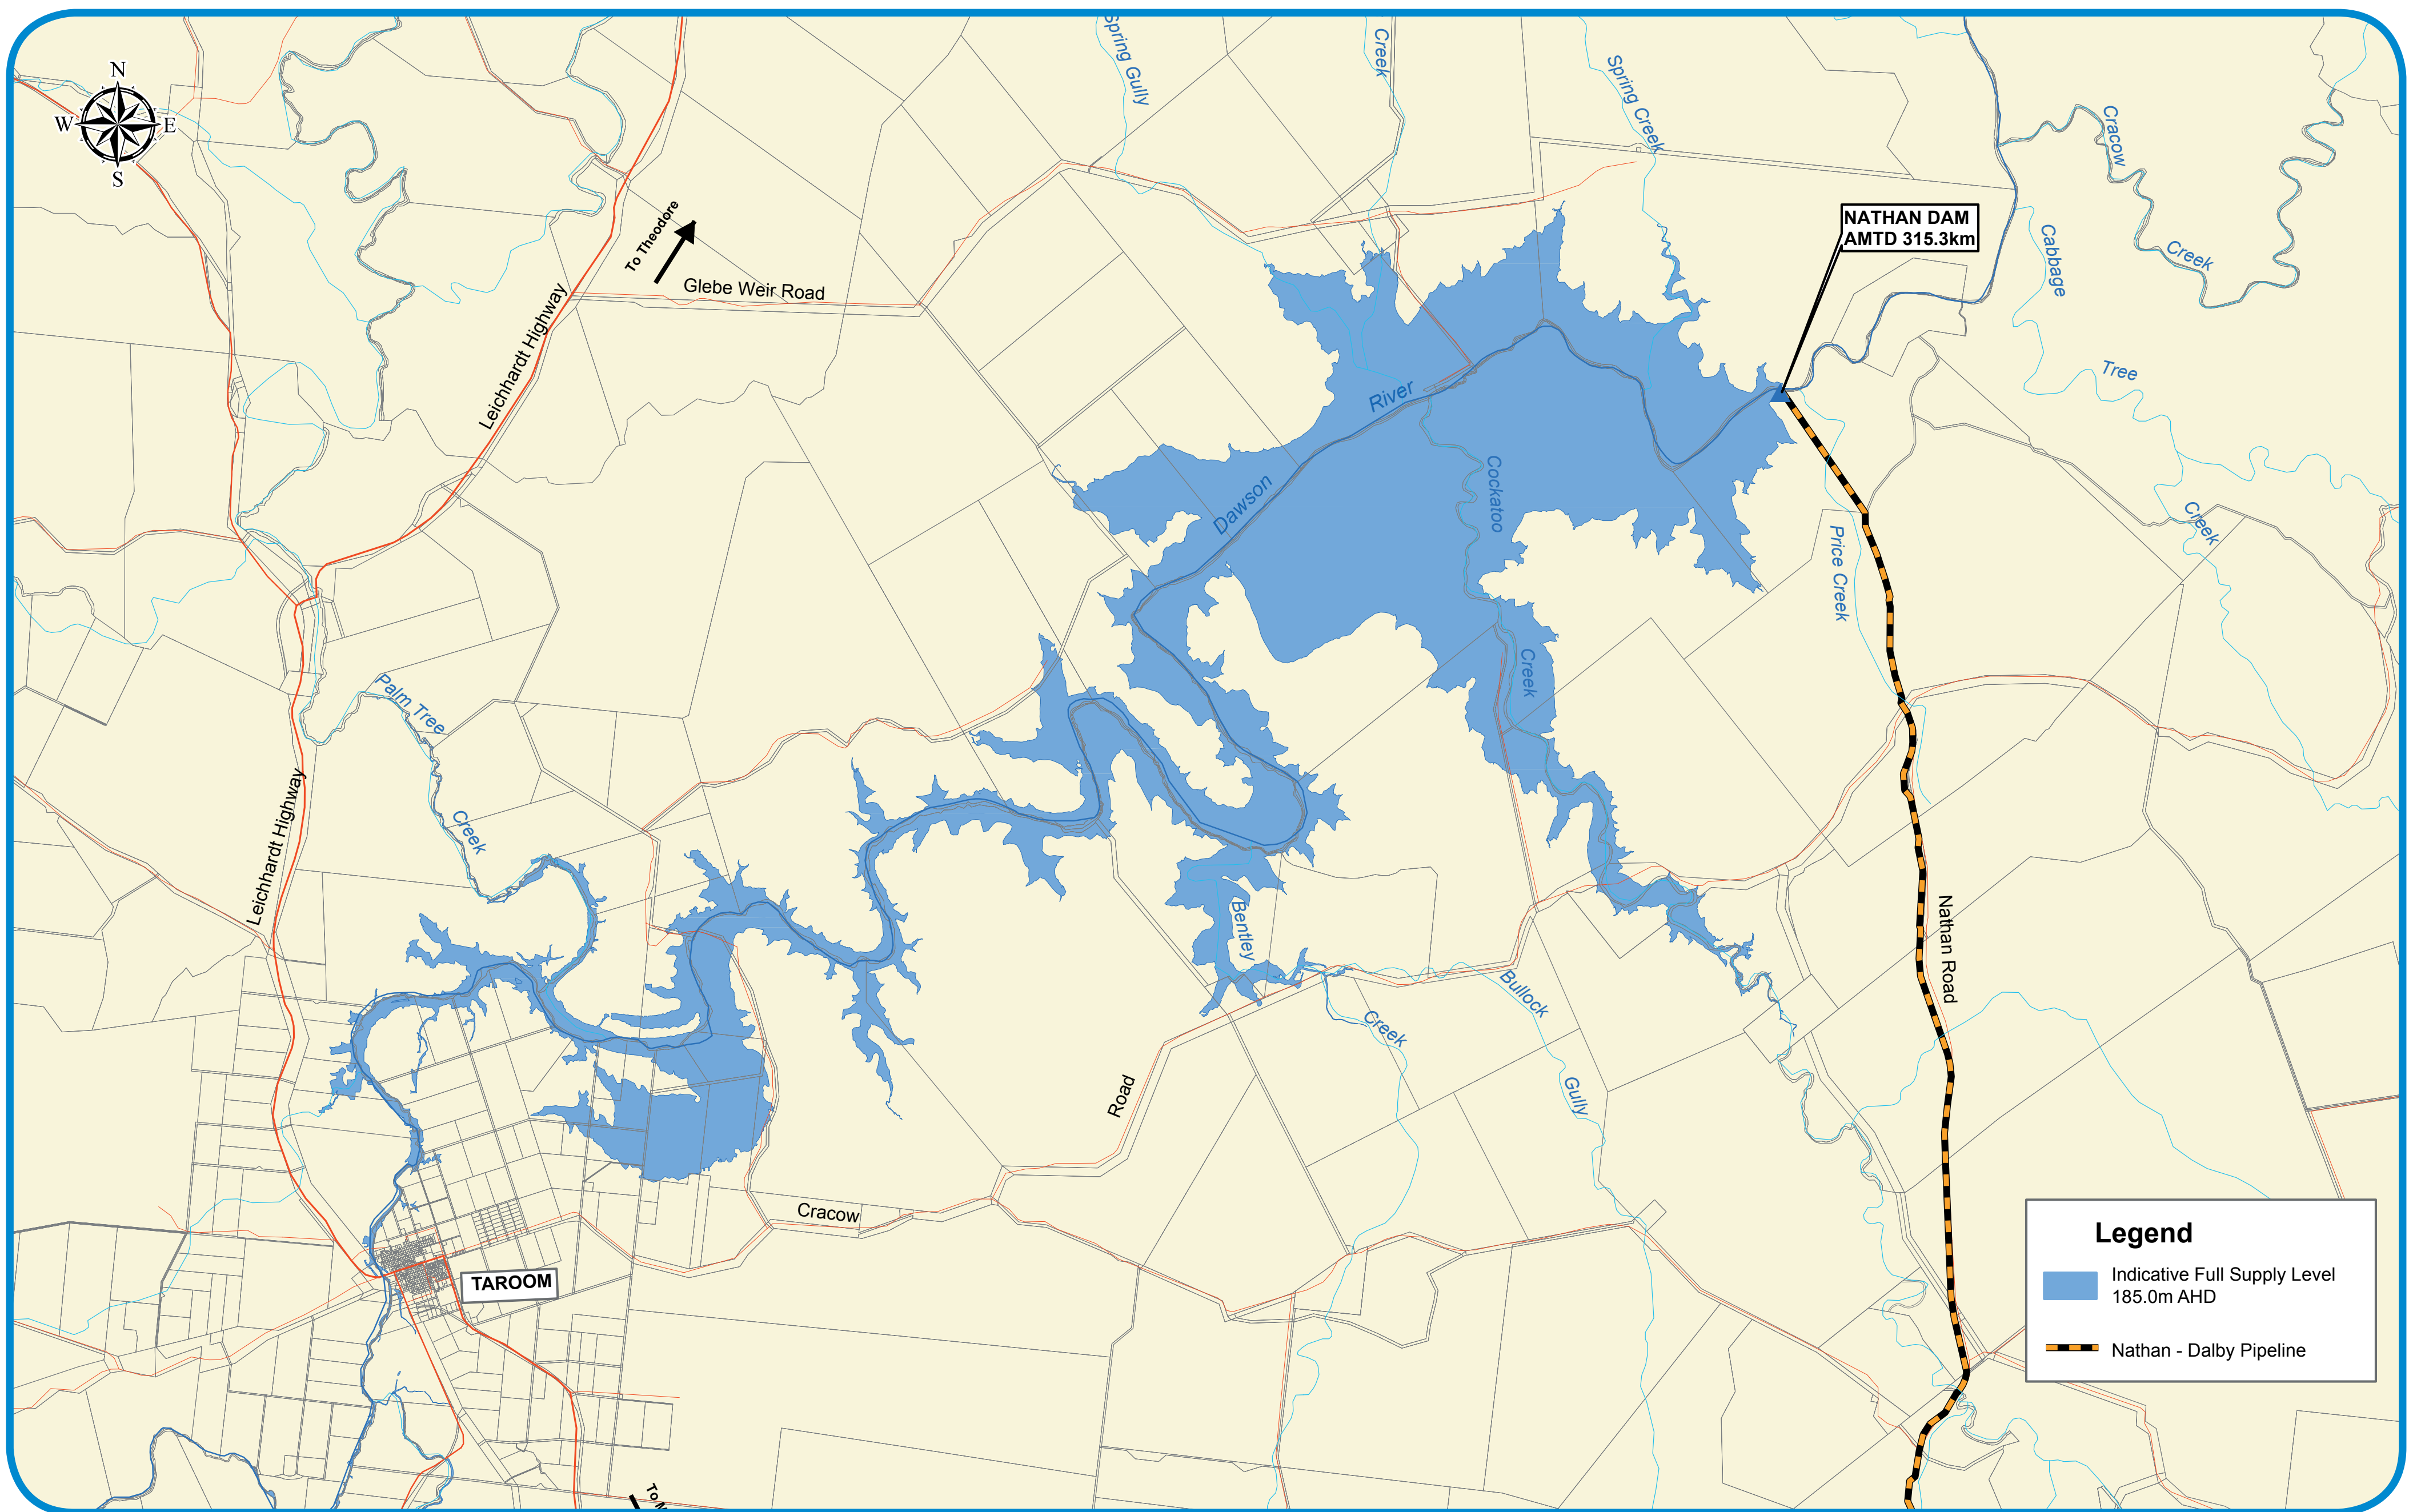 Spring Gully
Creek
Spring Creek
Cracow
Creek
N
W
E
S
NATHAN DAM
AMTD 315.3km
To Theodore
Cabbage
Tree
Creek
Glebe Weir Road
Leichhardt Highway
River
Dawson
Cockatoo
Creek
Price Creek
Palm Tree
Creek
Leichhardt Highway
Bentley
Creek
Bullock
Gully
Nathan Road
Road
Cracow
TAROOM
Legend
Indicative Full Supply Level
185.0m AHD
Nathan - Dalby Pipeline
To